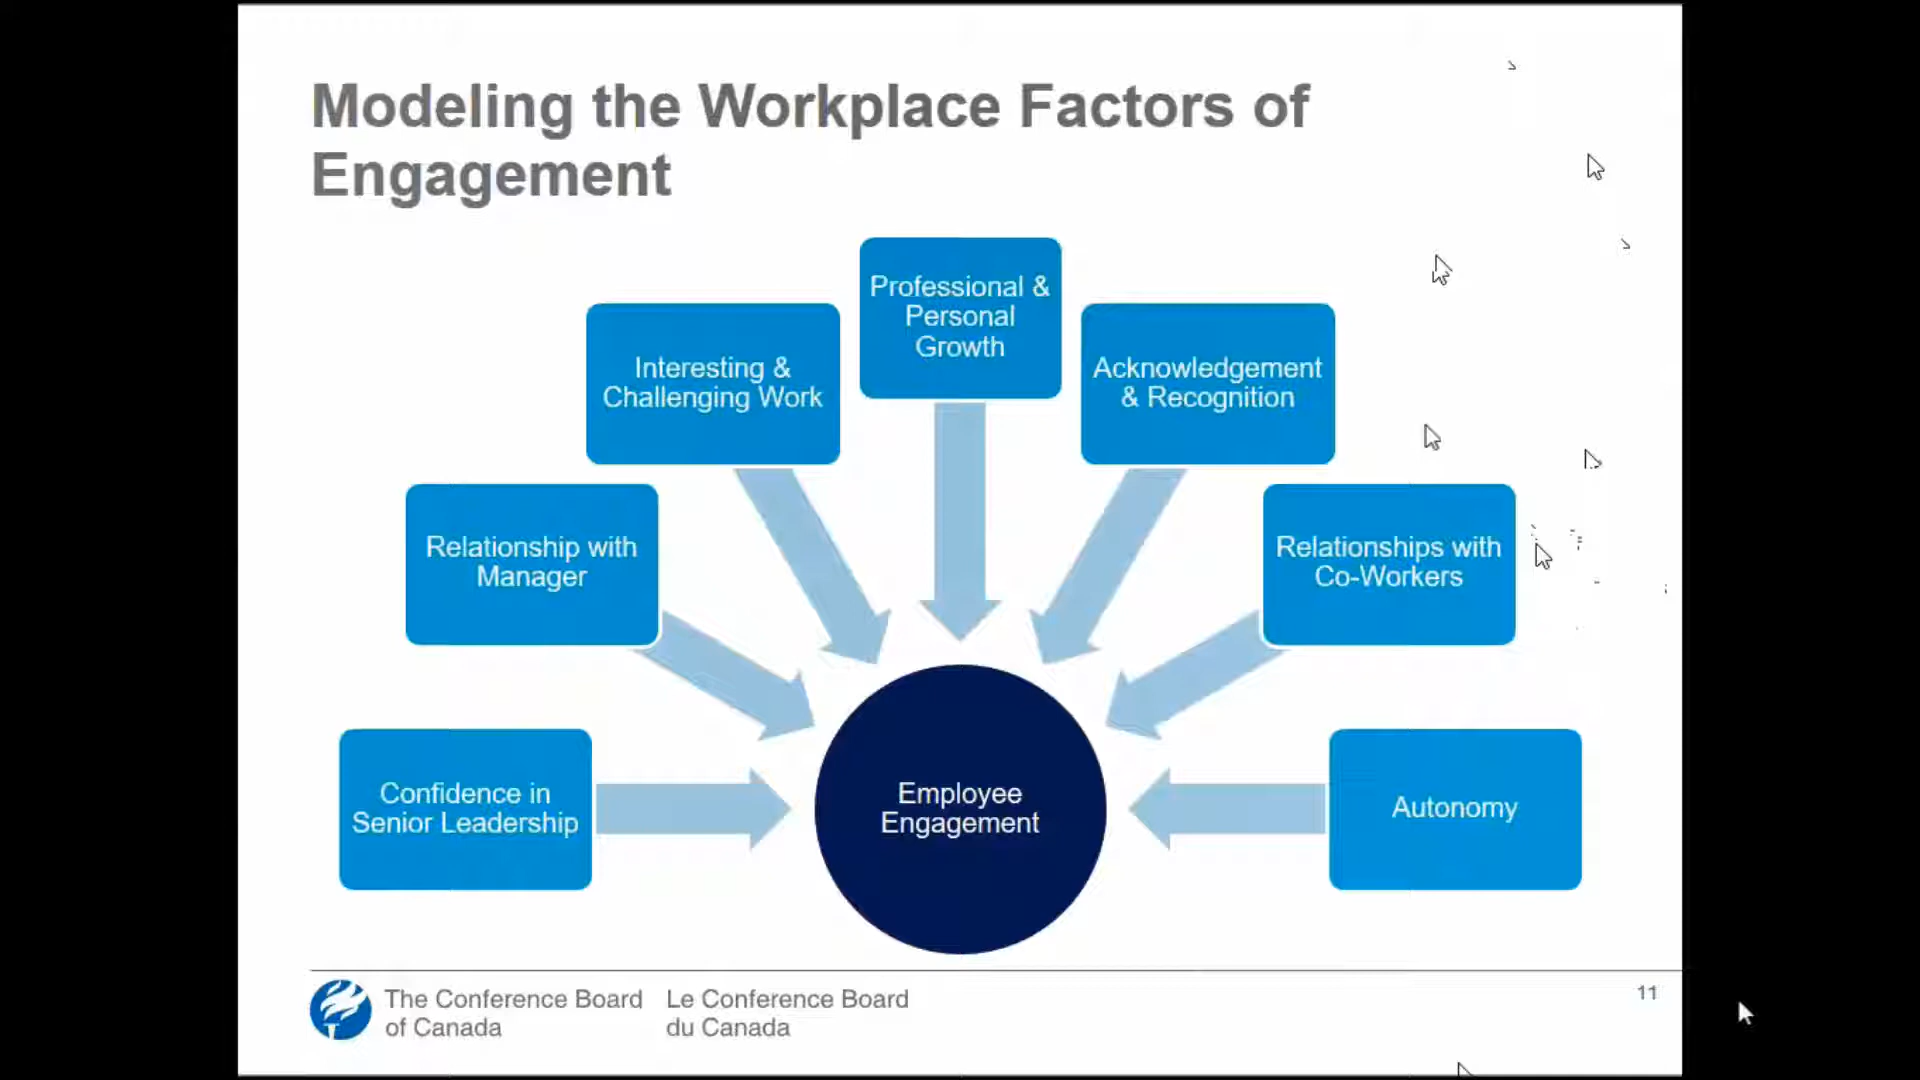 Modeling the Workplace Factors of
Engagement
Professional &
Personal
Growth
Interesting &
Challenging Work
Acknowledgement
& Recognition
Relationship with
Manager
Relationships with
Co-Workers
Confidence in
Senior Leadership
Employee
Engagement
Autonomy
The Conference Board
of Canada
Le Conference Board
du Canada
11